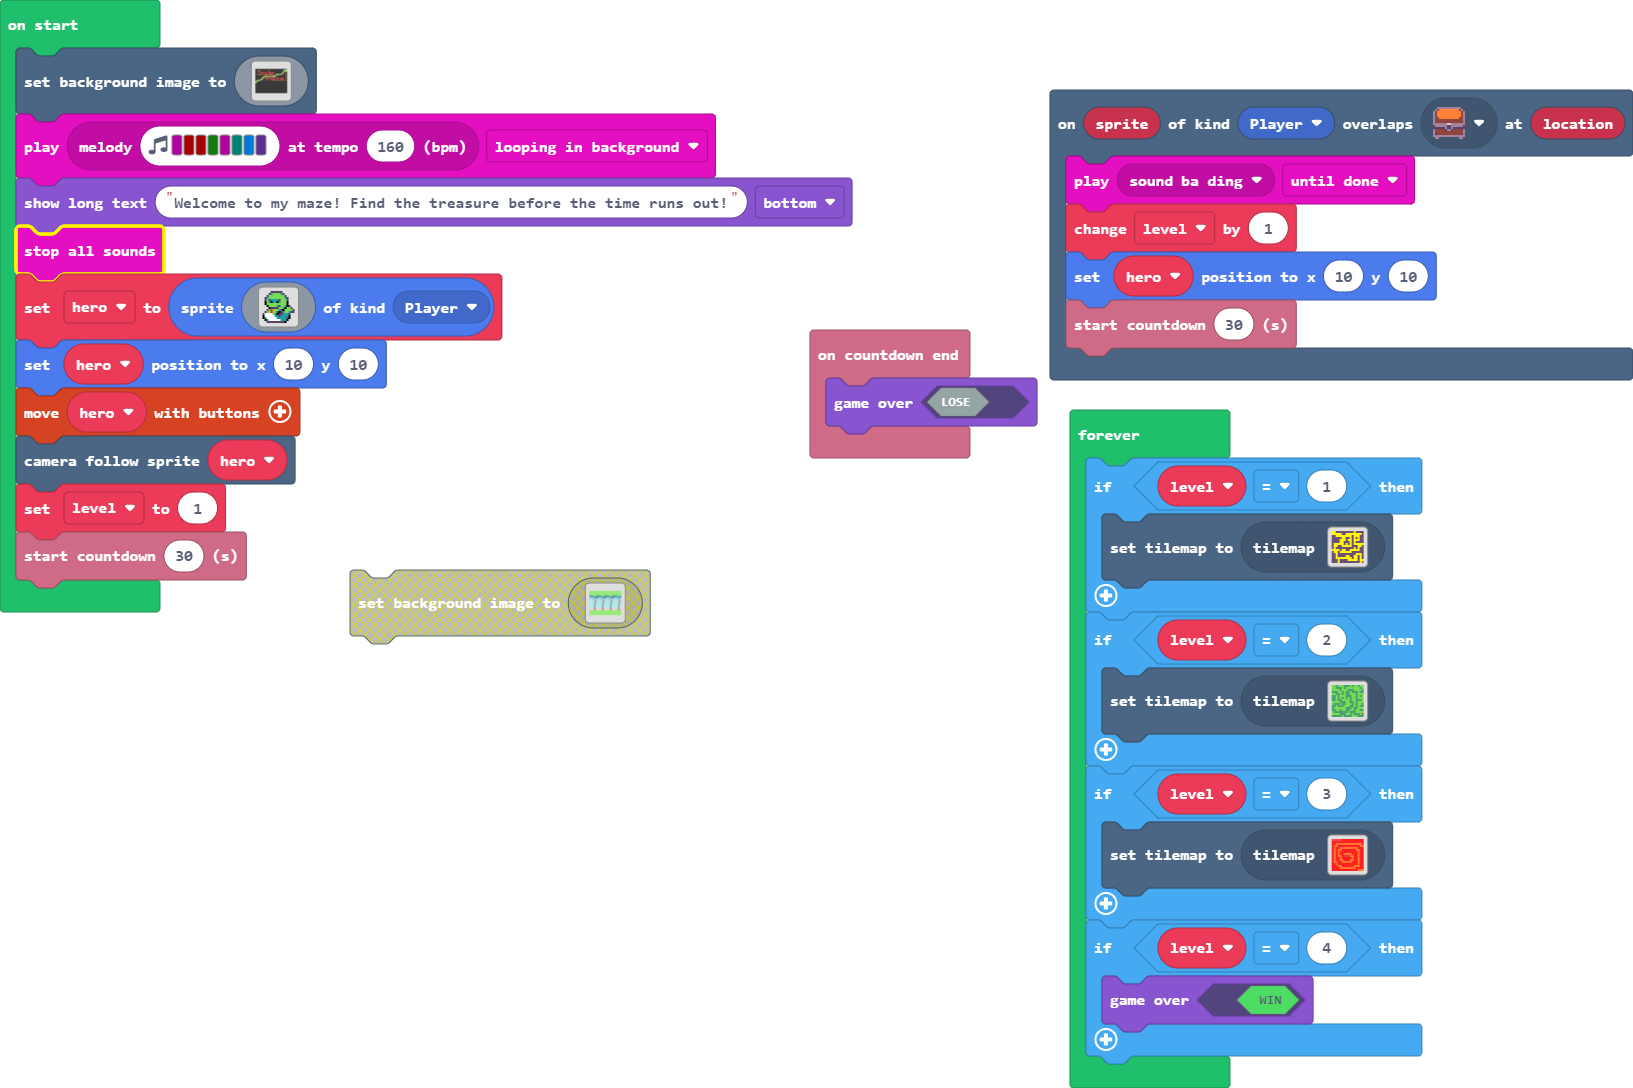 on start
set background image to
play melody at tempo 160 (bpm) looping in background
show long text "Welcome to my maze! Find the treasure before the time runs out!" bottom
stop all sounds
set hero to sprite of kind Player
set hero position to x 10 y 10
move hero with buttons
camera follow sprite hero
set level to 1
start countdown 30 (s)
set background image to
on countdown end
game over LOSE
on sprite of kind Player overlaps at location
play sound ba ding until done
change level by 1
set hero position to x 10 y 10
start countdown 30 (s)
forever
if level = 1 then
set tilemap to tilemap
if level = 2 then
set tilemap to tilemap
if level = 3 then
set tilemap to tilemap
if level = 4 then
game over WIN